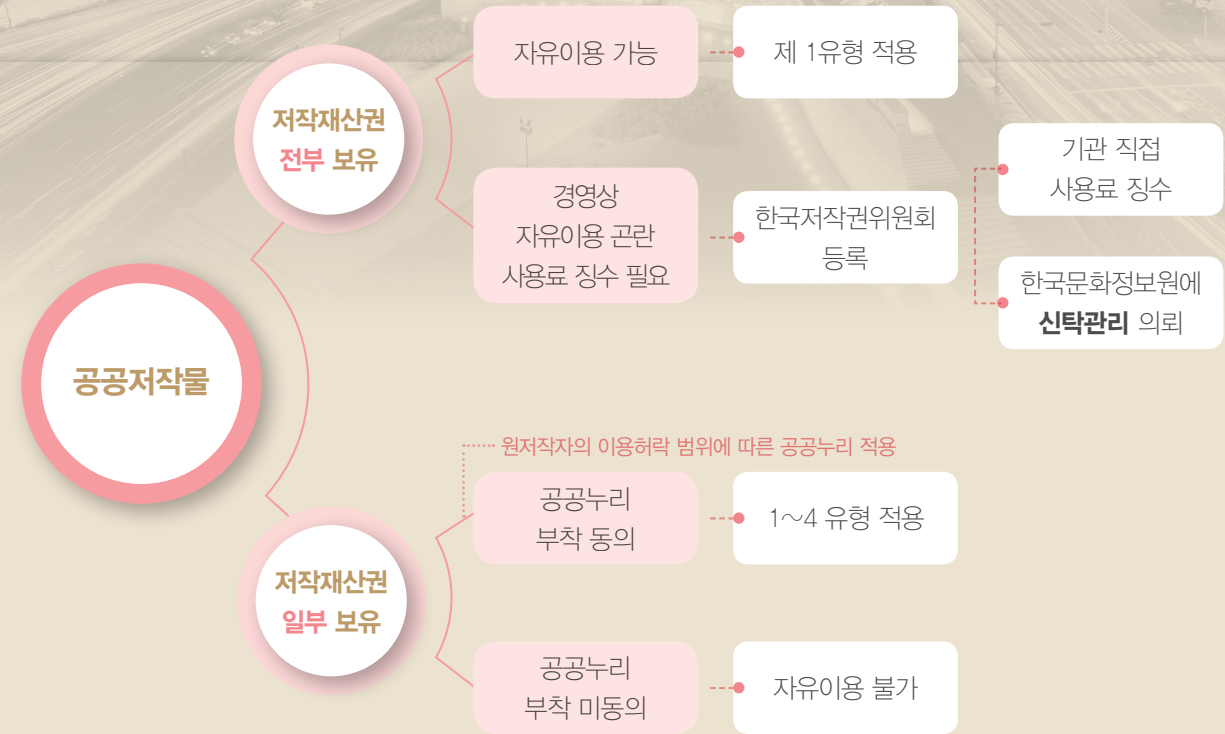 공공저작물
저작재산권
전부 보유
자유이용 가능
제 1유형 적용
경영상
자유이용 곤란
사용료 징수 필요
한국저작권위원회
등록
기관 직접
사용료 징수
한국문화정보원에
신탁관리 의뢰
저작재산권
일부 보유
원저작자의 이용허락 범위에 따른 공공누리 적용
공공누리
부착 동의
1～4 유형 적용
공공누리
부착 미동의
자유이용 불가